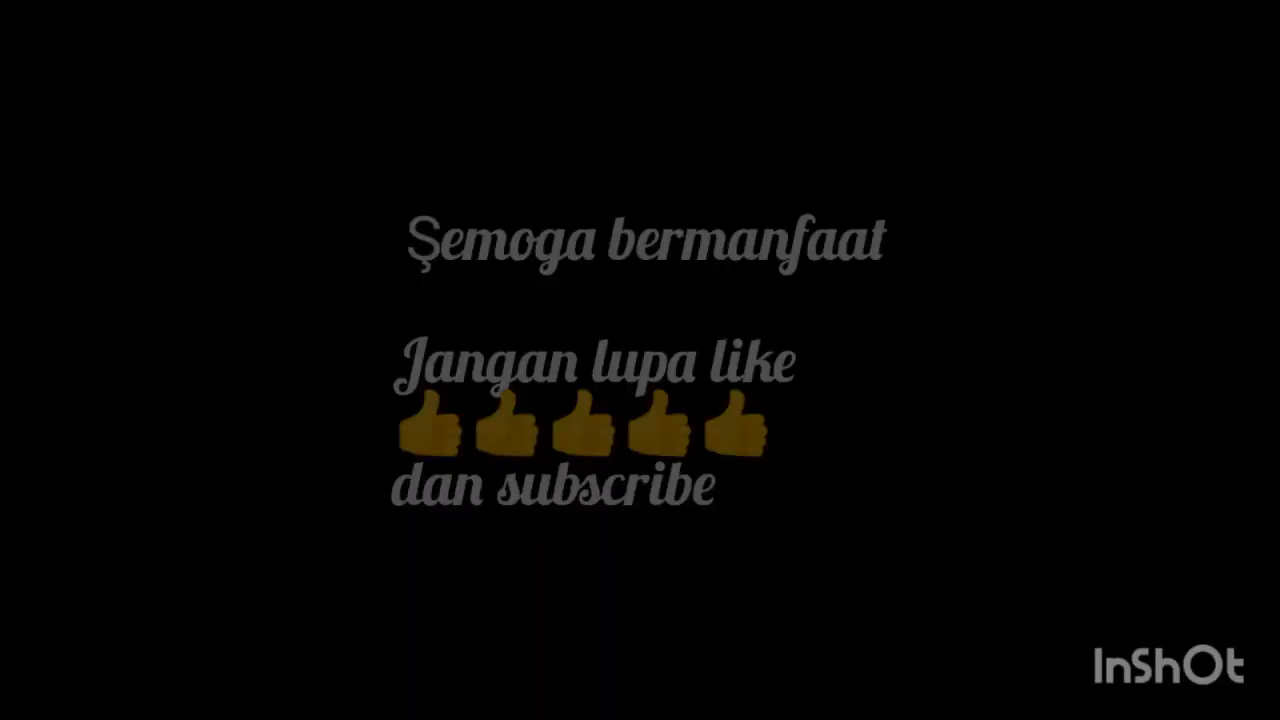 Şemoga bermanfaat
Jangan lupa like
👍👍👍👍👍
dan subscribe
InShOt